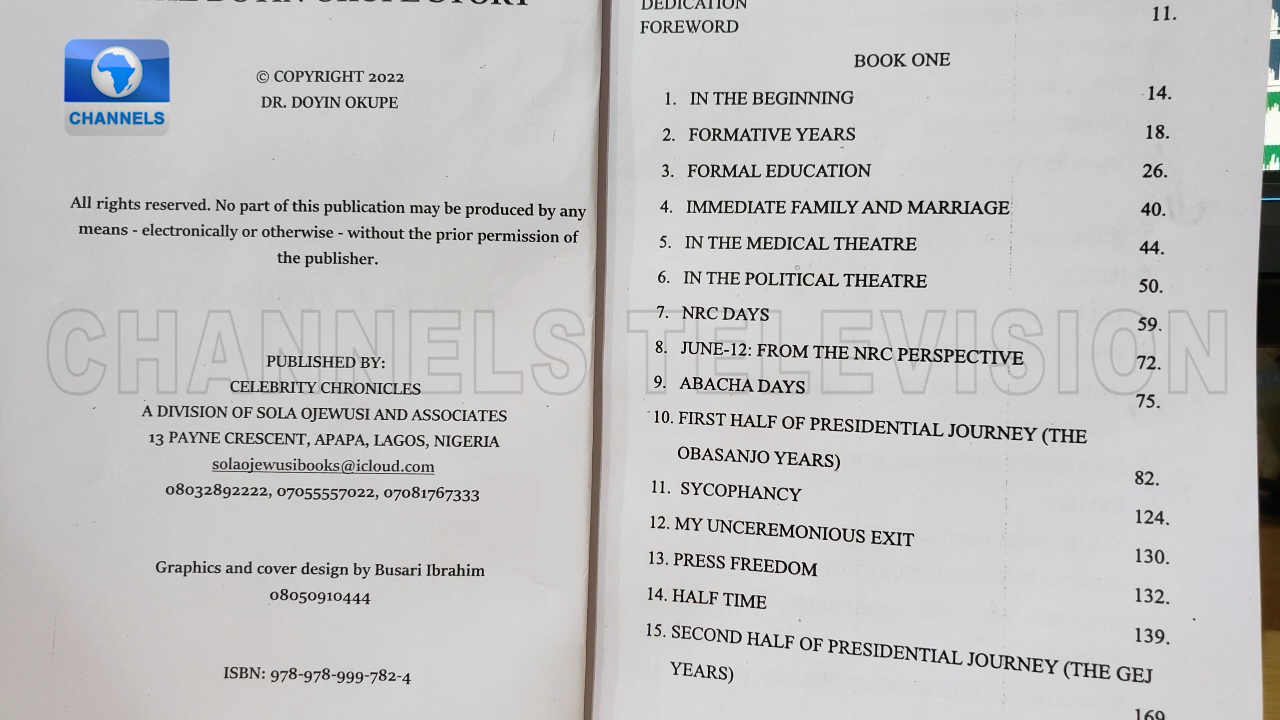 THE DOYIN OKUPE STORY
CHANNELS
© COPYRIGHT 2022
DR. DOYIN OKUPE
All rights reserved. No part of this publication may be produced by any
means - electronically or otherwise - without the prior permission of
the publisher.
PUBLISHED BY:
CELEBRITY CHRONICLES
A DIVISION OF SOLA OJEWUSI AND ASSOCIATES
13 PAYNE CRESCENT, APAPA, LAGOS, NIGERIA
solaojewusibooks@icloud.com
08032892222, 07055557022, 07081767333
Graphics and cover design by Busari Ibrahim
08050910444
ISBN: 978-978-999-782-4
DEDICATION
FOREWORD 11.
BOOK ONE
1. IN THE BEGINNING 14.
2. FORMATIVE YEARS 18.
3. FORMAL EDUCATION 26.
4. IMMEDIATE FAMILY AND MARRIAGE 40.
5. IN THE MEDICAL THEATRE 44.
6. IN THE POLITICAL THEATRE 50.
7. NRC DAYS 59.
8. JUNE-12: FROM THE NRC PERSPECTIVE 72.
9. ABACHA DAYS 75.
10. FIRST HALF OF PRESIDENTIAL JOURNEY (THE
OBASANJO YEARS) 82.
11. SYCOPHANCY 124.
12. MY UNCEREMONIOUS EXIT 130.
13. PRESS FREEDOM 132.
14. HALF TIME 139.
15. SECOND HALF OF PRESIDENTIAL JOURNEY (THE GEJ
YEARS) 169
CHANNELS TELEVISION